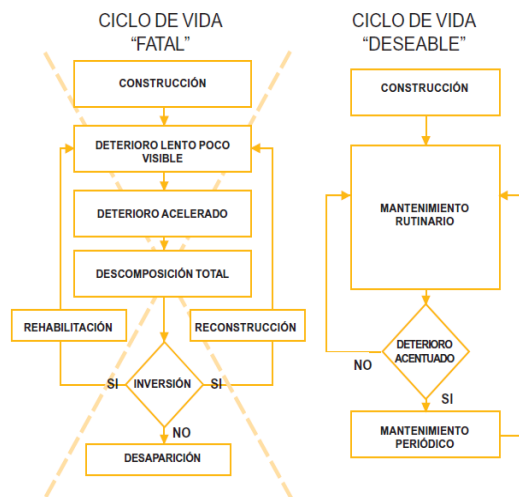 CICLO DE VIDA
“FATAL”
CONSTRUCCIÓN
DETERIORO LENTO POCO
VISIBLE
DETERIORO ACELERADO
DESCOMPOSICIÓN TOTAL
REHABILITACIÓN
RECONSTRUCCIÓN
SI
INVERSIÓN
SI
NO
DESAPARICIÓN
CICLO DE VIDA
“DESEABLE”
CONSTRUCCIÓN
MANTENIMIENTO
RUTINARIO
DETERIORO
ACENTUADO
NO
SI
MANTENIMIENTO
PERIÓDICO